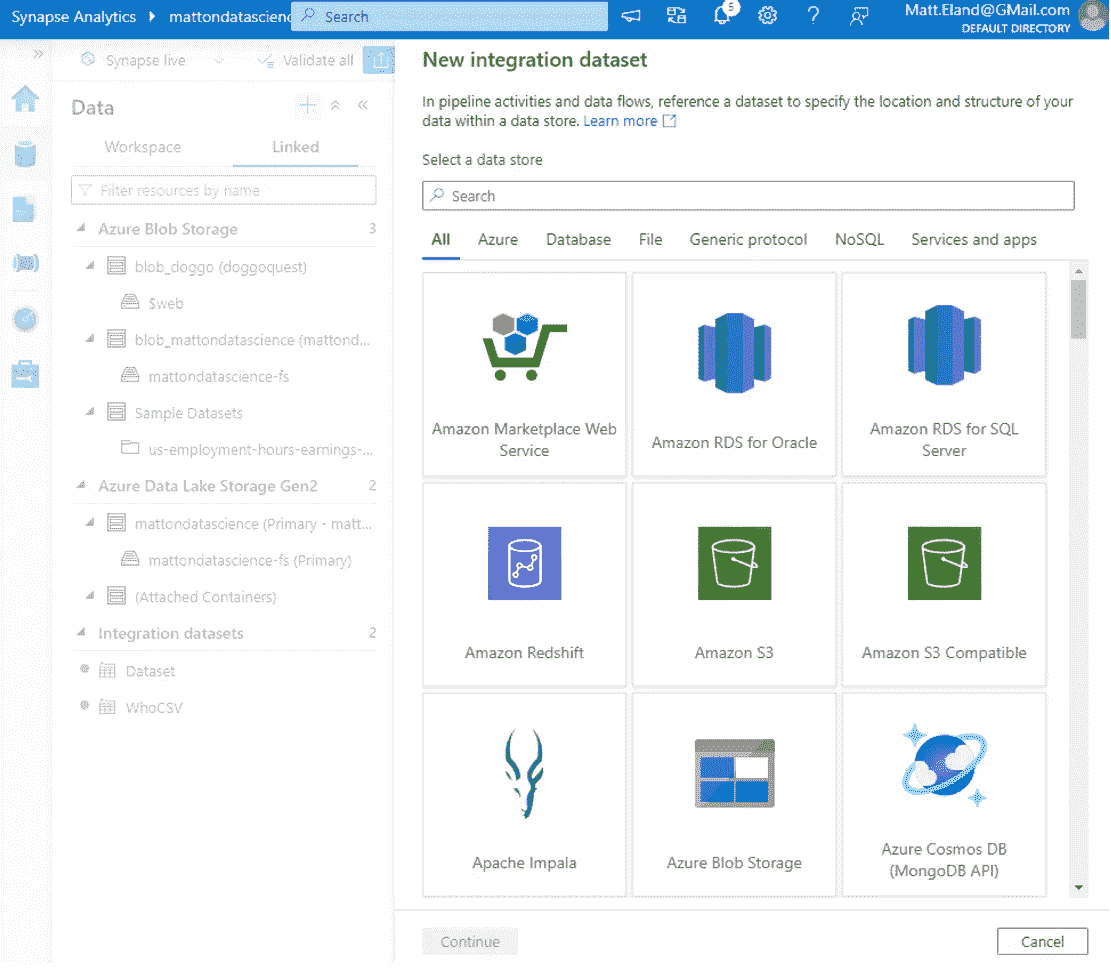 Synapse Analytics
mattondatascienc
Search
5
Matt.Eland@GMail.com
DEFAULT DIRECTORY
Synapse live
Validate all
Data
Workspace
Linked
Filter resources by name
Azure Blob Storage 3
blob_doggo (doggoquest)
$web
blob_mattondatascience (mattond...
mattondatascience-fs
Sample Datasets
us-employment-hours-earnings-...
Azure Data Lake Storage Gen2 2
mattondatascience (Primary - matt...
mattondatascience-fs (Primary)
(Attached Containers)
Integration datasets 2
Dataset
WhoCSV
New integration dataset
In pipeline activities and data flows, reference a dataset to specify the location and structure of your
data within a data store. Learn more
Select a data store
Search
All Azure Database File Generic protocol NoSQL Services and apps
Amazon Marketplace Web
Service
Amazon RDS for Oracle
Amazon RDS for SQL
Server
Amazon Redshift
Amazon S3
Amazon S3 Compatible
Apache Impala
Azure Blob Storage
Azure Cosmos DB
(MongoDB API)
Continue
Cancel